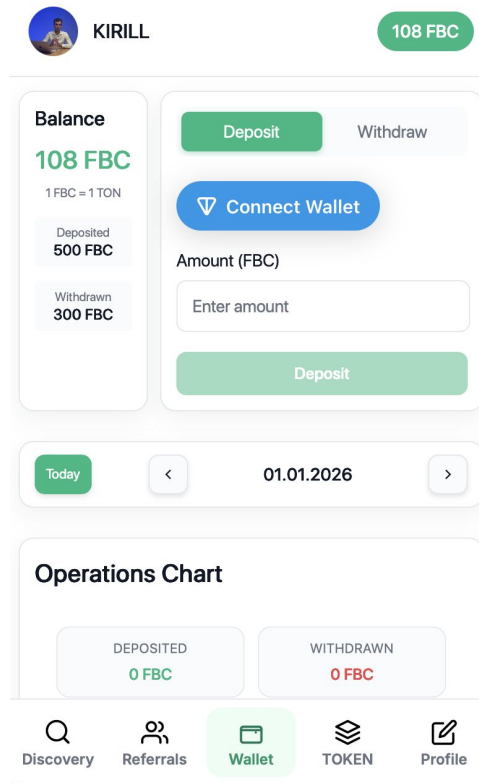 KIRILL
108 FBC
Balance
108 FBC
1 FBC = 1 TON
Deposited
500 FBC
Withdrawn
300 FBC
Deposit
Withdraw
Connect Wallet
Amount (FBC)
Enter amount
Deposit
Today
01.01.2026
Operations Chart
DEPOSITED
0 FBC
WITHDRAWN
0 FBC
Discovery
Referrals
Wallet
TOKEN
Profile